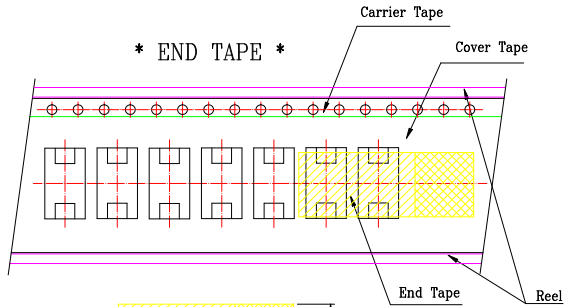 Carrier Tape
* END TAPE *
Cover Tape
End Tape
Reel